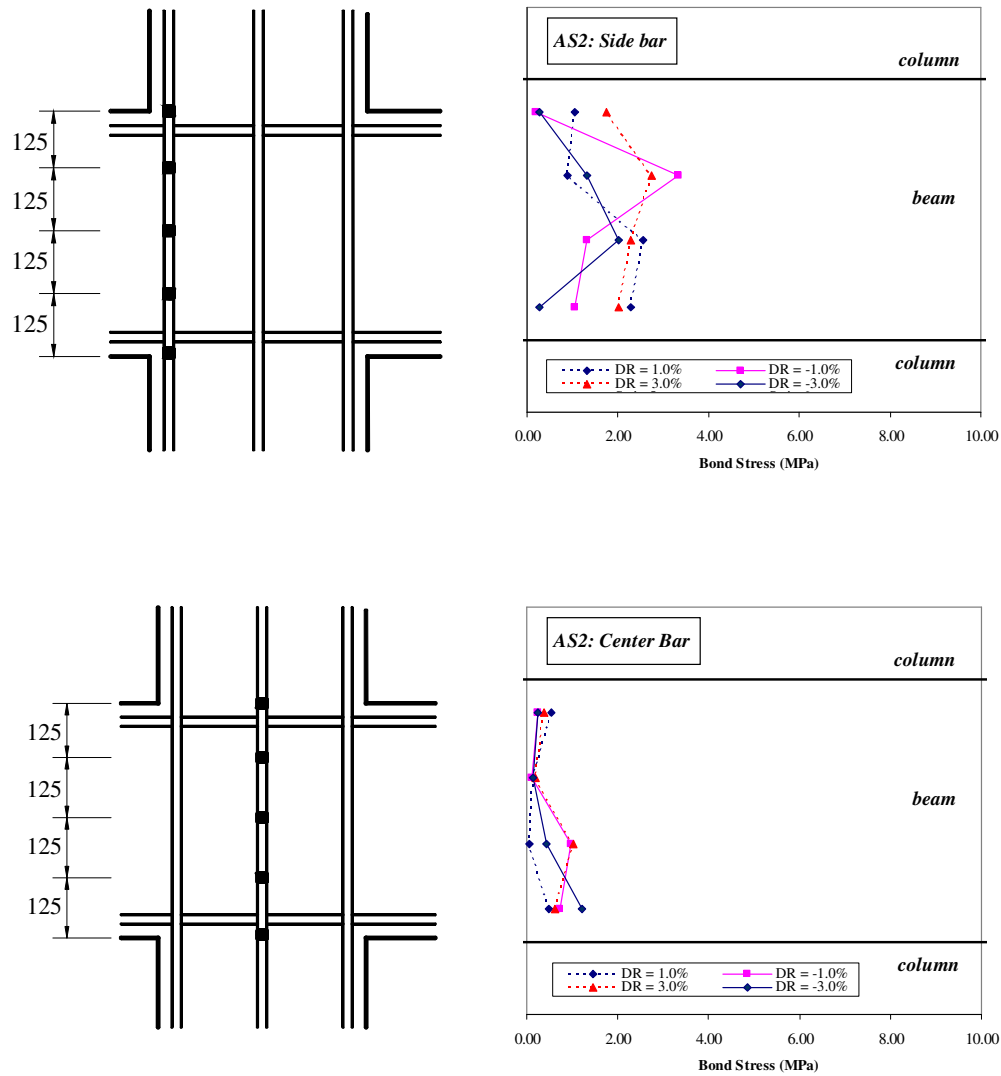 AS2: Side bar
column
125
125
125
125
beam
column
DR = 1.0%
DR = -1.0%
DR = 3.0%
DR = -3.0%
0.00
2.00
4.00
6.00
8.00
10.00
Bond Stress (MPa)
AS2: Center Bar
column
125
125
125
125
beam
column
DR = 1.0%
DR = -1.0%
DR = 3.0%
DR = -3.0%
0.00
2.00
4.00
6.00
8.00
10.00
Bond Stress (MPa)